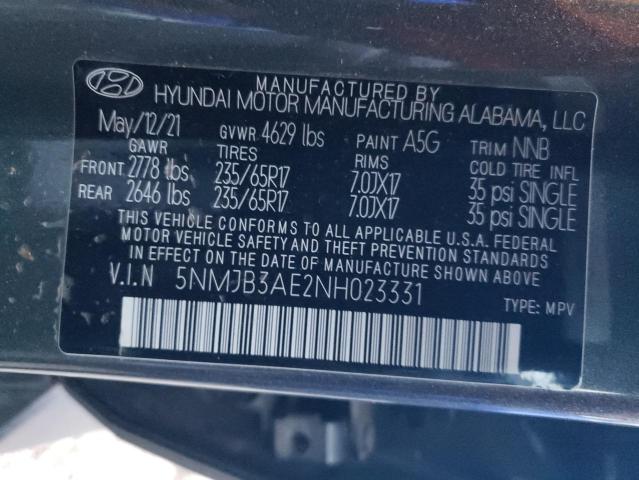 MANUFACTURED BY
HYUNDAI MOTOR MANUFACTURING ALABAMA, LLC
May/12/21 GVWR 4629 lbs PAINT A5G TRIM NNB
GAWR TIRES RIMS COLD TIRE INFL
FRONT 2778 lbs 235/65R17 7.0JX17 35 psi SINGLE
REAR 2646 lbs 235/65R17 7.0JX17 35 psi SINGLE
THIS VEHICLE CONFORMS TO ALL APPLICABLE U.S. FEDERAL
MOTOR VEHICLE SAFETY AND THEFT PREVENTION STANDARDS
IN EFFECT ON THE DATE OF MANUFACTURE SHOWN ABOVE.
V.I.N 5NMJB3AE2NH023331
TYPE: MPV